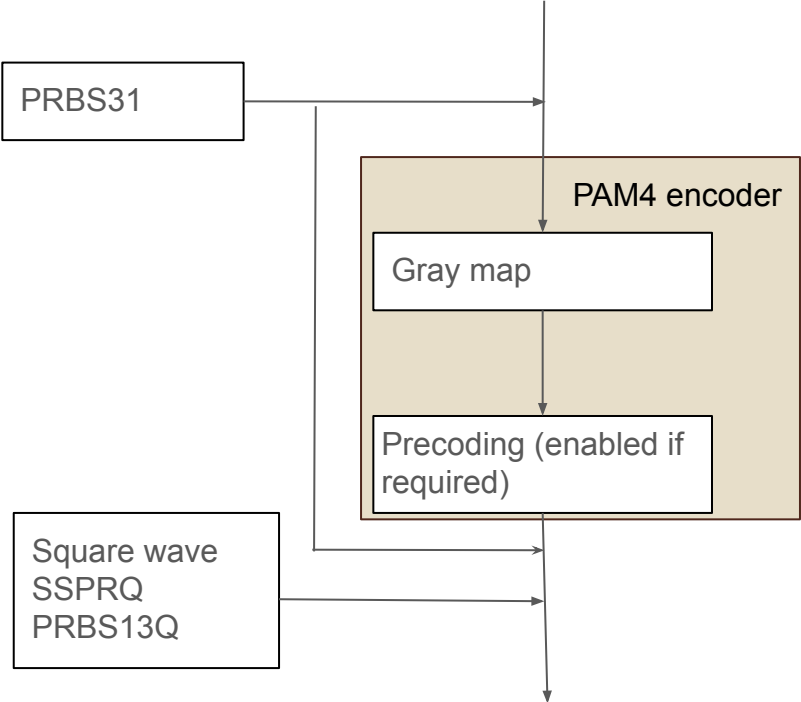 PRBS31
PAM4 encoder
Gray map
Precoding (enabled if
required)
Square wave
SSPRQ
PRBS13Q